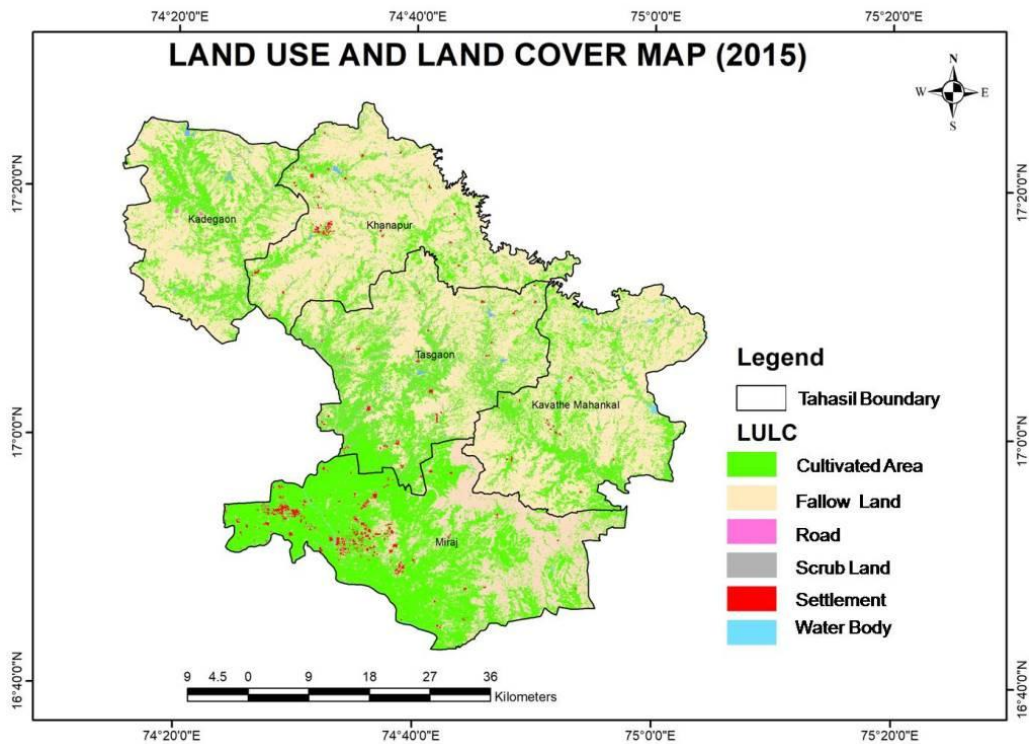 74°20'0"E 74°40'0"E 75°0'0"E 75°20'0"E
LAND USE AND LAND COVER MAP (2015)
N
W E
S
17°20'0"N 17°20'0"N
Kadegaon
Khanapur
Tasgaon
Kavathe Mahankal
Miraj
17°0'0"N 17°0'0"N
Legend
Tahasil Boundary
LULC
Cultivated Area
Fallow Land
Road
Scrub Land
Settlement
Water Body
9 4.5 0 9 18 27 36
Kilometers
16°40'0"N 16°40'0"N
74°20'0"E 74°40'0"E 75°0'0"E 75°20'0"E